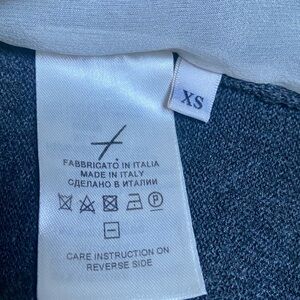 XS
FABBRICATO IN ITALIA
MADE IN ITALY
СДЕЛАНО В ИТАЛИИ
P
CARE INSTRUCTION ON
REVERSE SIDE